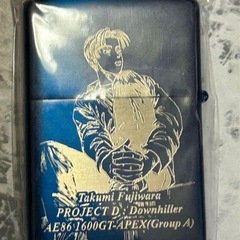 Takumi Fujiwara
PROJECT D : Downhiller
AE86 1600GT-APEX(Group A)